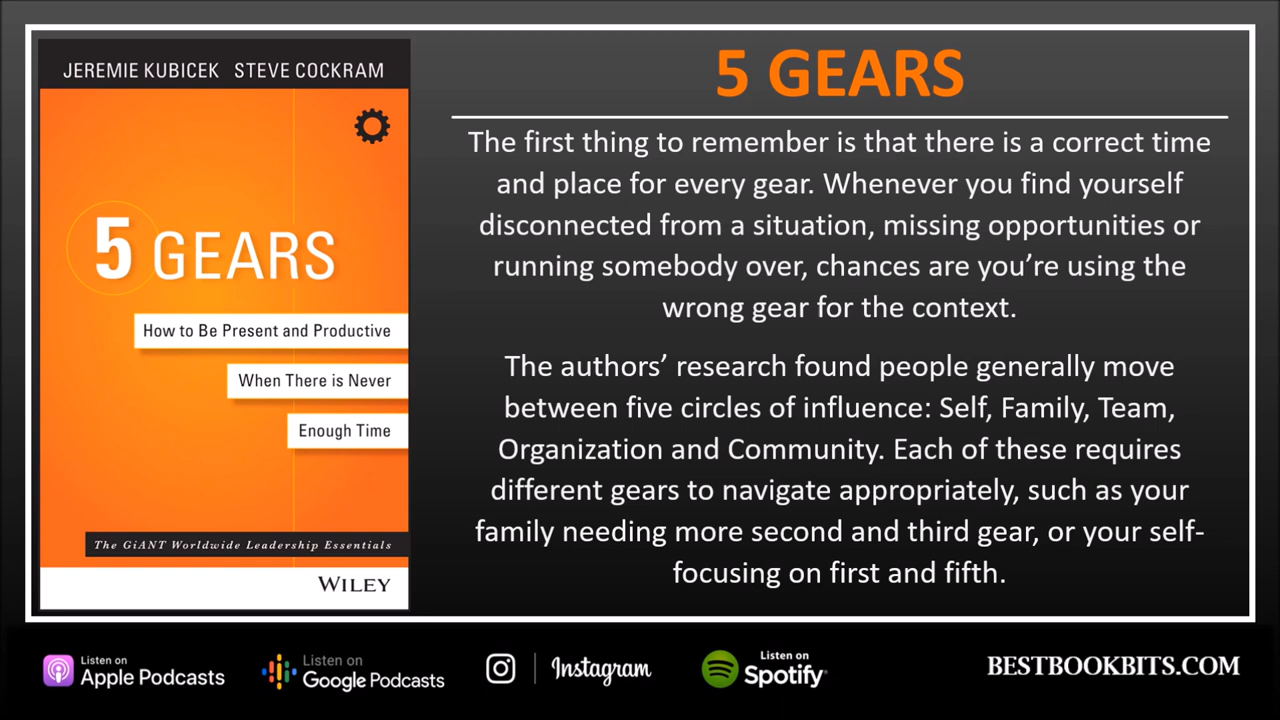 JEREMIE KUBICEK STEVE COCKRAM
5 GEARS
How to Be Present and Productive
When There is Never
Enough Time
The GiANT Worldwide Leadership Essentials
WILEY
5 GEARS
The first thing to remember is that there is a correct time
and place for every gear. Whenever you find yourself
disconnected from a situation, missing opportunities or
running somebody over, chances are you’re using the
wrong gear for the context.
The authors’ research found people generally move
between five circles of influence: Self, Family, Team,
Organization and Community. Each of these requires
different gears to navigate appropriately, such as your
family needing more second and third gear, or your self-
focusing on first and fifth.
Listen on
Apple Podcasts
Listen on
Google Podcasts
Instagram
Listen on
Spotify
BESTBOOKBITS.COM